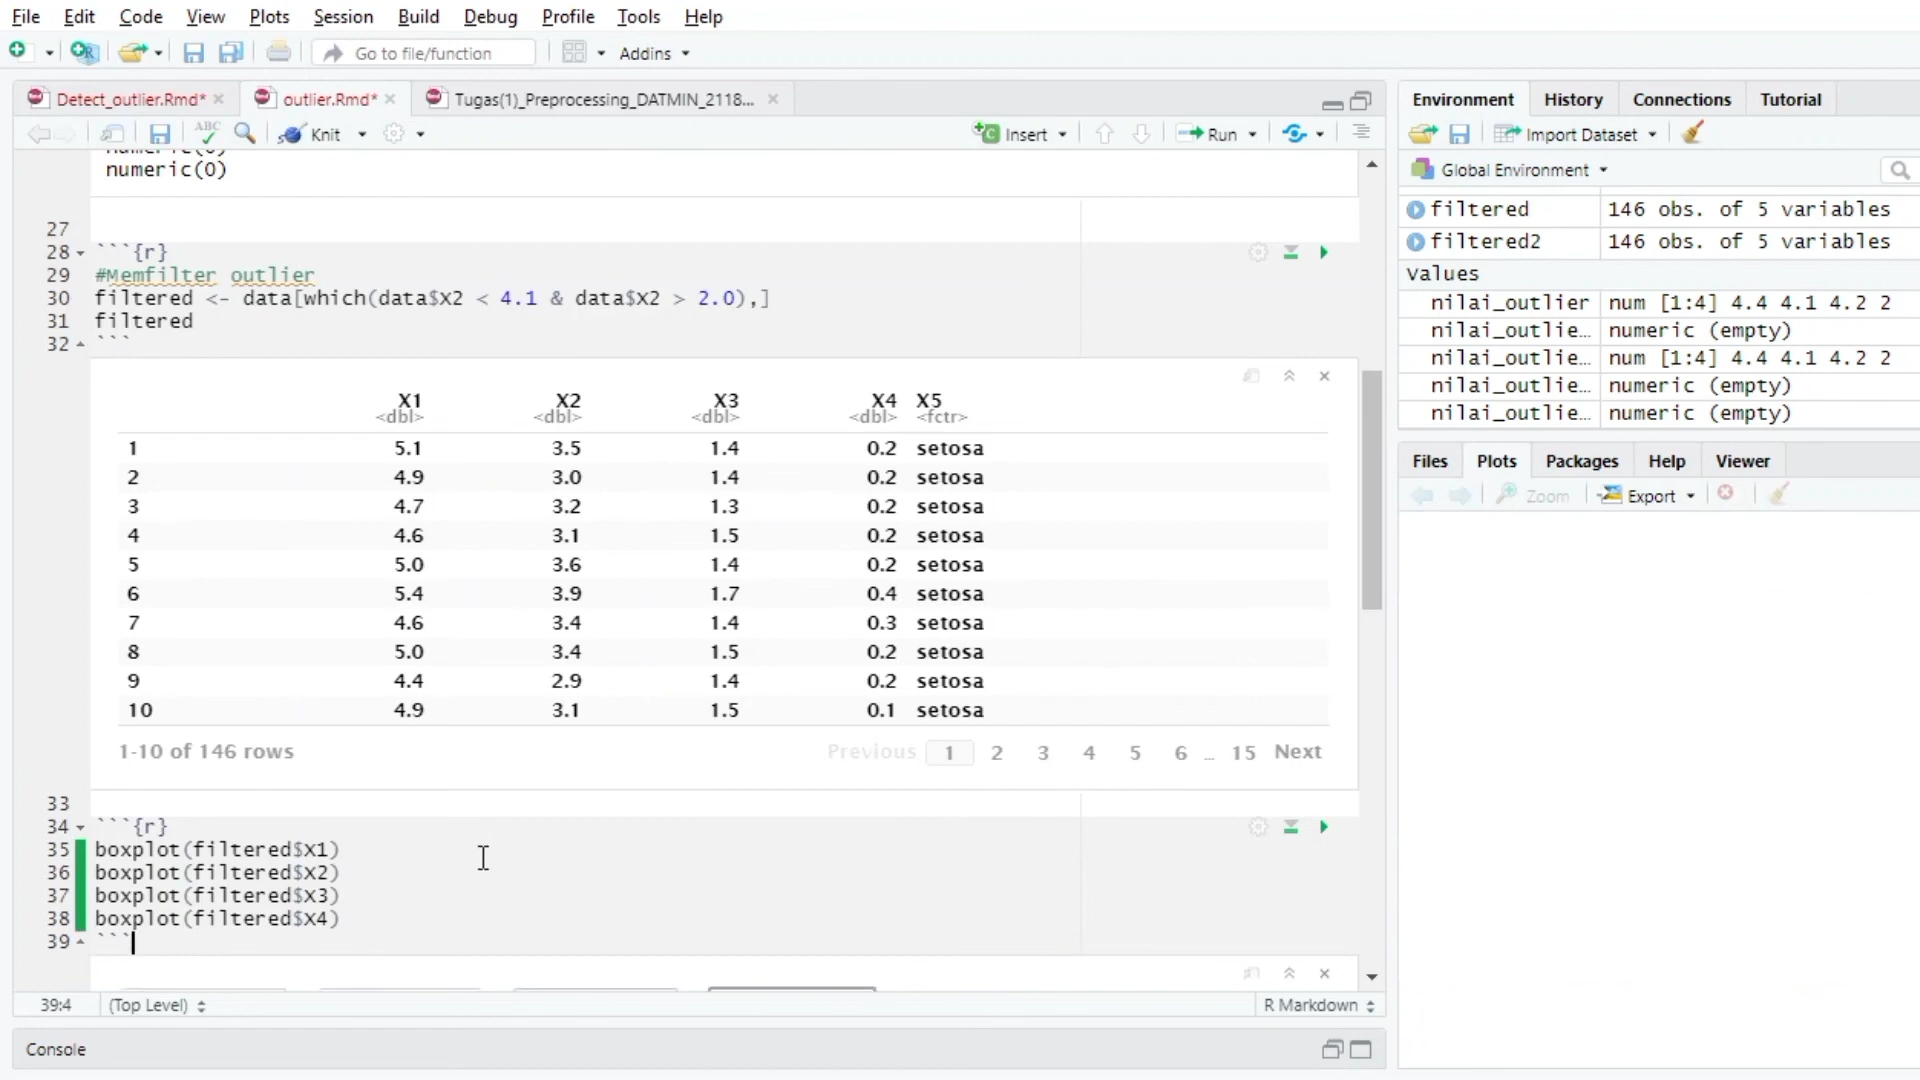 File Edit Code View Plots Session Build Debug Profile Tools Help
Go to file/function Addins
Detect_outlier.Rmd* outlier.Rmd* Tugas(1)_Preprocessing_DATMIN_2118...
ABC Knit Insert Run
numeric(0)
numeric(0)
27
28 ```{r}
29 #Memfilter outlier
30 filtered <- data[which(data$X2 < 4.1 & data$X2 > 2.0),]
31 filtered
32 ```
X1 X2 X3 X4 X5
<dbl> <dbl> <dbl> <dbl> <fctr>
1 5.1 3.5 1.4 0.2 setosa
2 4.9 3.0 1.4 0.2 setosa
3 4.7 3.2 1.3 0.2 setosa
4 4.6 3.1 1.5 0.2 setosa
5 5.0 3.6 1.4 0.2 setosa
6 5.4 3.9 1.7 0.4 setosa
7 4.6 3.4 1.4 0.3 setosa
8 5.0 3.4 1.5 0.2 setosa
9 4.4 2.9 1.4 0.2 setosa
10 4.9 3.1 1.5 0.1 setosa
1-10 of 146 rows Previous 1 2 3 4 5 6 ... 15 Next
33
34 ```{r}
35 boxplot(filtered$X1)
36 boxplot(filtered$X2)
37 boxplot(filtered$X3)
38 boxplot(filtered$X4)
39 ```
39:4 (Top Level) R Markdown
Console
Environment History Connections Tutorial
Import Dataset
Global Environment
filtered 146 obs. of 5 variables
filtered2 146 obs. of 5 variables
Values
nilai_outlier num [1:4] 4.4 4.1 4.2 2
nilai_outlie… numeric (empty)
nilai_outlie… num [1:4] 4.4 4.1 4.2 2
nilai_outlie… numeric (empty)
nilai_outlie… numeric (empty)
Files Plots Packages Help Viewer
Zoom Export